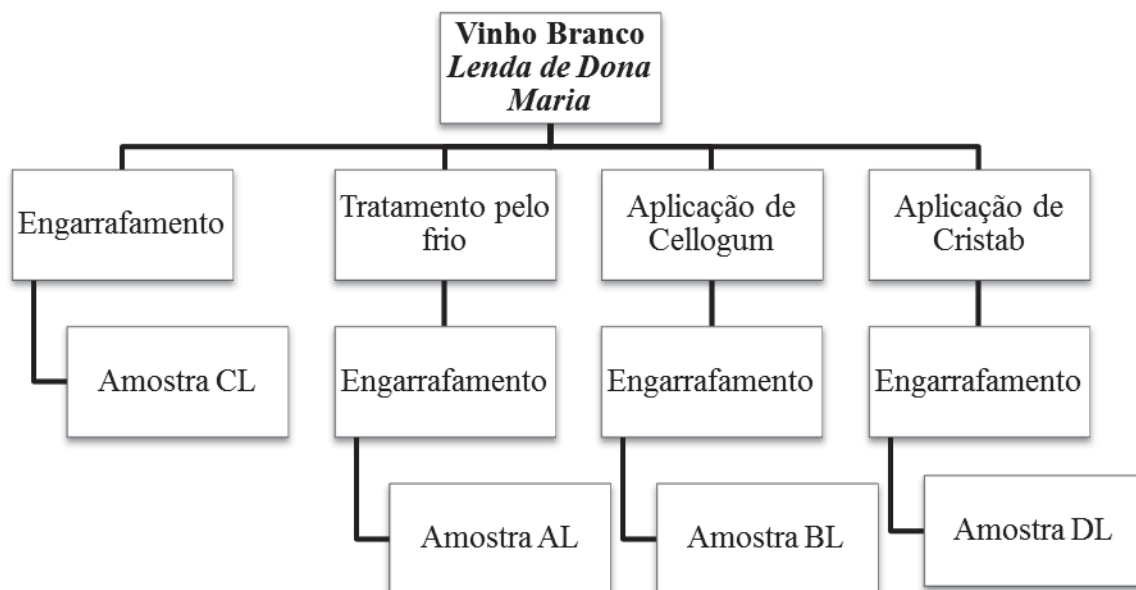 Vinho Branco
Lenda de Dona
Maria
Engarrafamento
Tratamento pelo
frio
Aplicação de
Cellogum
Aplicação de
Cristab
Engarrafamento
Engarrafamento
Engarrafamento
Amostra CL
Amostra AL
Amostra BL
Amostra DL